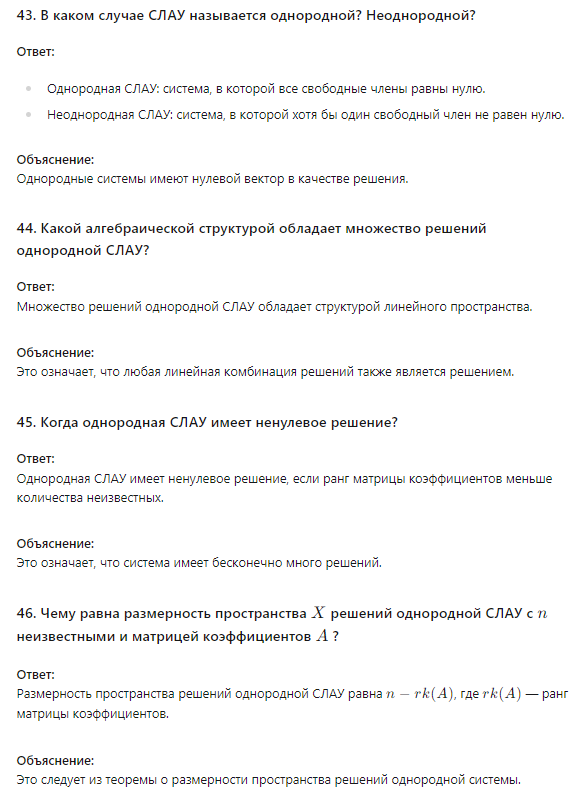 43. В каком случае СЛАУ называется однородной? Неоднородной?
Ответ:
Однородная СЛАУ: система, в которой все свободные члены равны нулю.
Неоднородная СЛАУ: система, в которой хотя бы один свободный член не равен нулю.
Объяснение:
Однородные системы имеют нулевой вектор в качестве решения.
44. Какой алгебраической структурой обладает множество решений
однородной СЛАУ?
Ответ:
Множество решений однородной СЛАУ обладает структурой линейного пространства.
Объяснение:
Это означает, что любая линейная комбинация решений также является решением.
45. Когда однородная СЛАУ имеет ненулевое решение?
Ответ:
Однородная СЛАУ имеет ненулевое решение, если ранг матрицы коэффициентов меньше
количества неизвестных.
Объяснение:
Это означает, что система имеет бесконечно много решений.
46. Чему равна размерность пространства X решений однородной СЛАУ с n
неизвестными и матрицей коэффициентов A ?
Ответ:
Размерность пространства решений однородной СЛАУ равна n − rk(A), где rk(A) — ранг
матрицы коэффициентов.
Объяснение:
Это следует из теоремы о размерности пространства решений однородной системы.